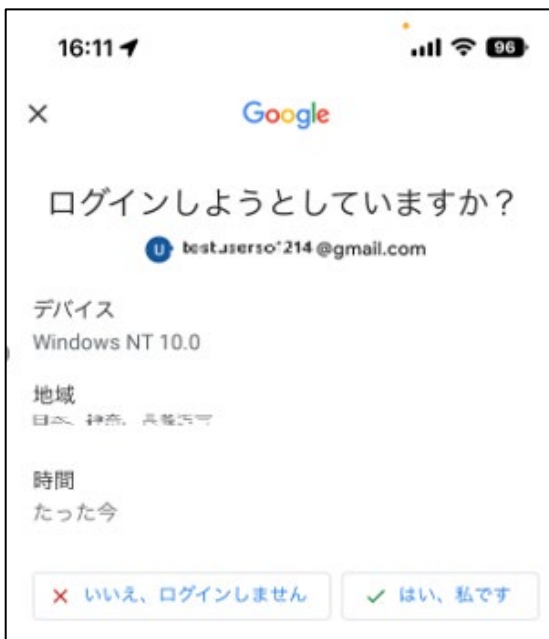 16:11
96
Google
ログインしようとしていますか？
U @gmail.com
デバイス
Windows NT 10.0
地域
時間
たった今
いいえ、ログインしません
はい、私です